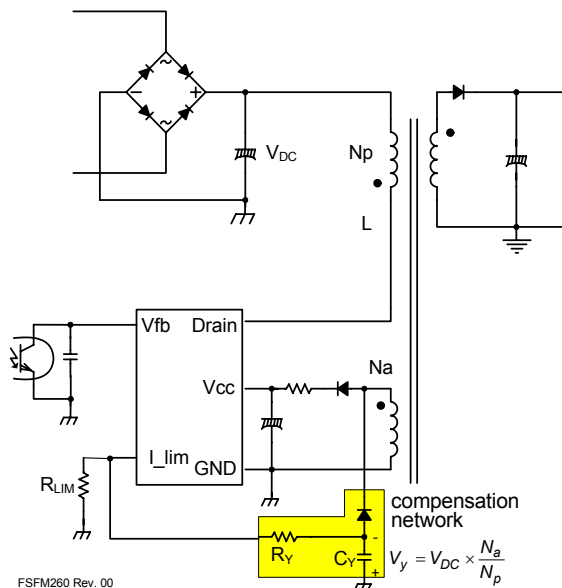 ~
−
+
~
V_DC
Np
L
Vfb
Drain
Na
Vcc
I_lim
GND
R_LIM
compensation
network
R_Y
C_Y
-
+
V_y = V_DC × N_a / N_p
FSFM260 Rev. 00